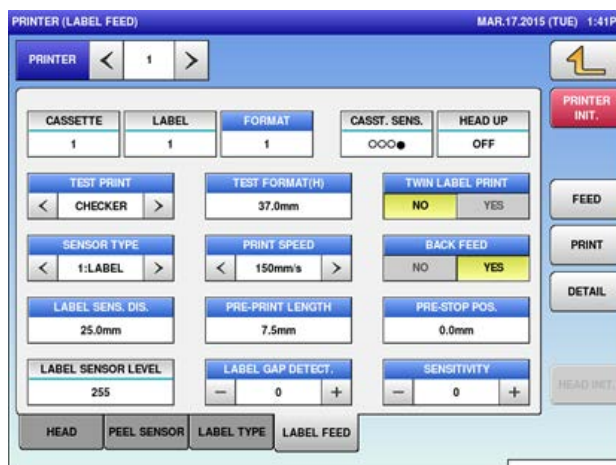 PRINTER (LABEL FEED) MAR.17.2015 (TUE) 1:41P
PRINTER < 1 >
PRINTER INIT.
CASSETTE LABEL FORMAT CASST. SENS. HEAD UP
1 1 1 ○○○● OFF
TEST PRINT TEST FORMAT(H) TWIN LABEL PRINT
< CHECKER > 37.0mm NO YES
FEED
SENSOR TYPE PRINT SPEED BACK FEED
< 1:LABEL > < 150mm/s > NO YES
PRINT
LABEL SENS. DIS. PRE-PRINT LENGTH PRE-STOP POS.
25.0mm 7.5mm 0.0mm
DETAIL
LABEL SENSOR LEVEL LABEL GAP DETECT. SENSITIVITY
255 - 0 + - 0 +
HEAD INIT.
HEAD PEEL SENSOR LABEL TYPE LABEL FEED